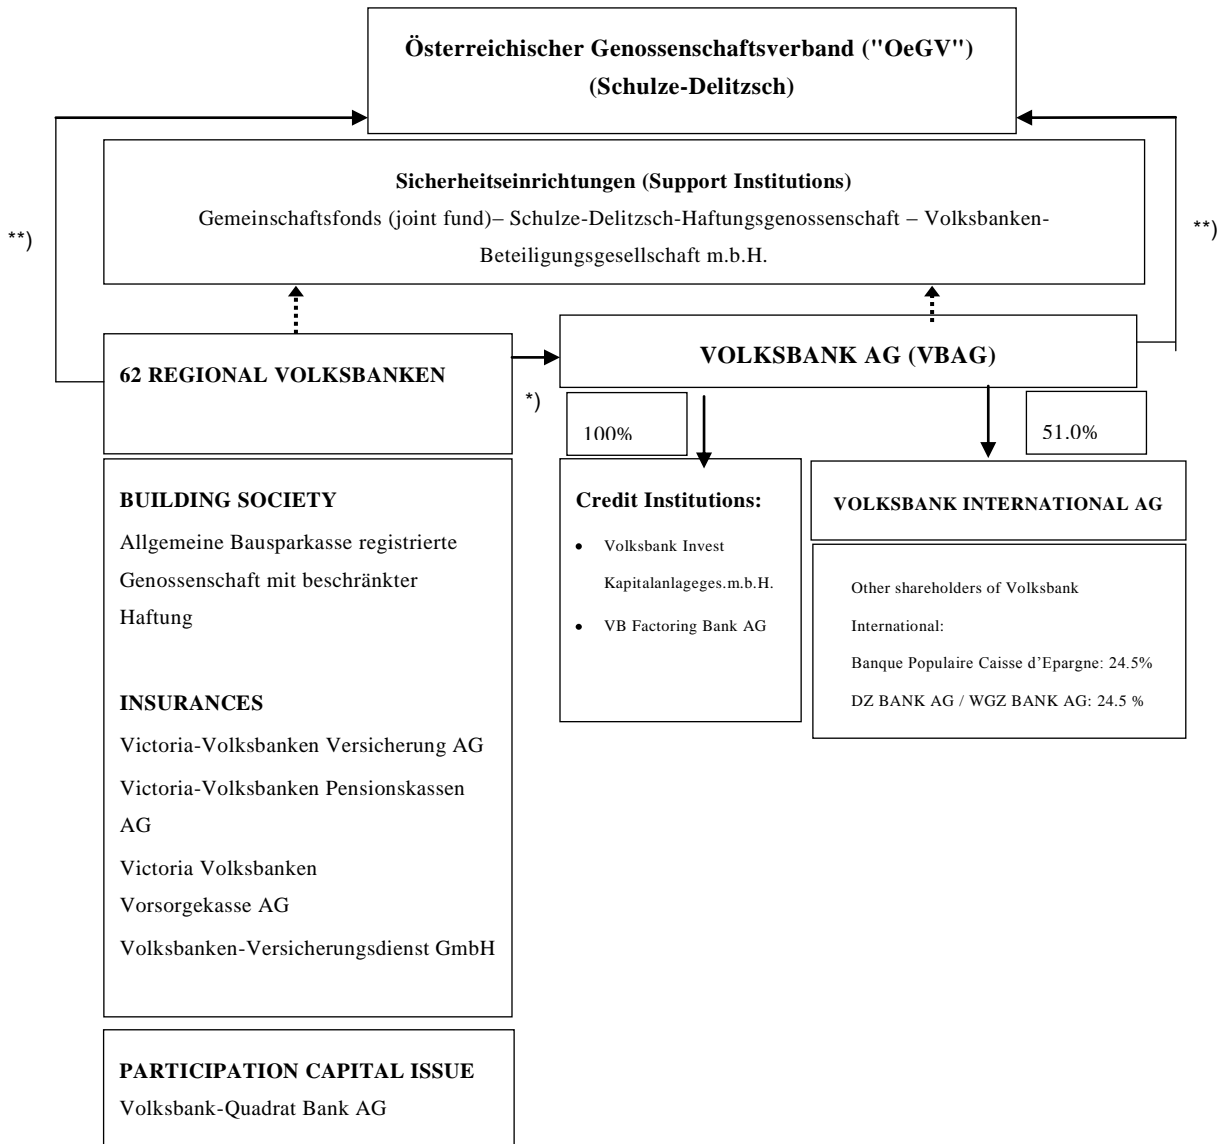 Österreichischer Genossenschaftsverband ("OeGV")
(Schulze-Delitzsch)
Sicherheitseinrichtungen (Support Institutions)
Gemeinschaftsfonds (joint fund)– Schulze-Delitzsch-Haftungsgenossenschaft – Volksbanken-
Beteiligungsgesellschaft m.b.H.
**)
**)
62 REGIONAL VOLKSBANKEN
*)
VOLKSBANK AG (VBAG)
100%
51.0%
BUILDING SOCIETY
Allgemeine Bausparkasse registrierte
Genossenschaft mit beschränkter
Haftung
INSURANCES
Victoria-Volksbanken Versicherung AG
Victoria-Volksbanken Pensionskassen
AG
Victoria Volksbanken
Vorsorgekasse AG
Volksbanken-Versicherungsdienst GmbH
Credit Institutions:
• Volksbank Invest
Kapitalanlageges.m.b.H.
• VB Factoring Bank AG
VOLKSBANK INTERNATIONAL AG
Other shareholders of Volksbank
International:
Banque Populaire Caisse d’Epargne: 24.5%
DZ BANK AG / WGZ BANK AG: 24.5 %
PARTICIPATION CAPITAL ISSUE
Volksbank-Quadrat Bank AG